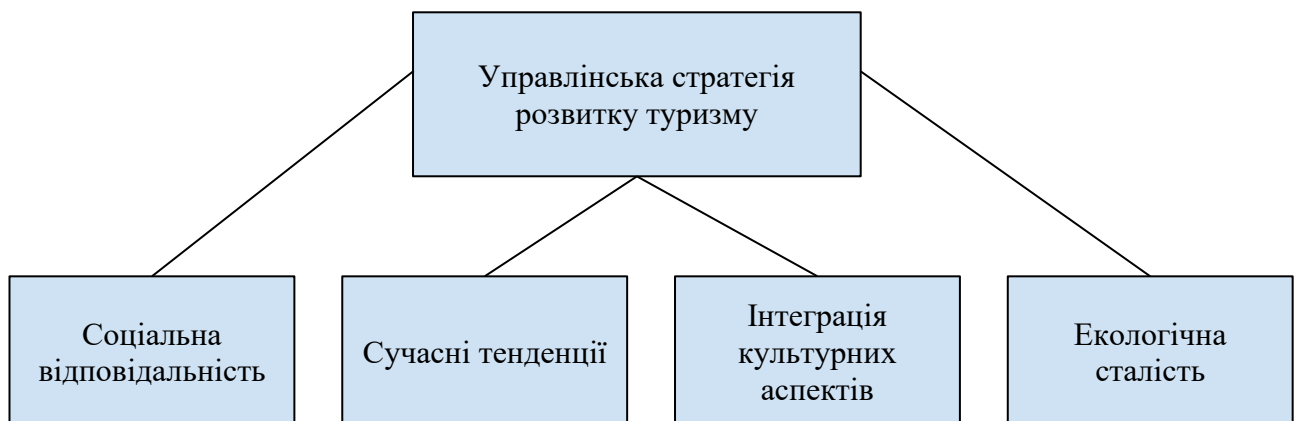 Управлінська стратегія
розвитку туризму
Соціальна
відповідальність
Сучасні тенденції
Інтеграція
культурних
аспектів
Екологічна
сталість